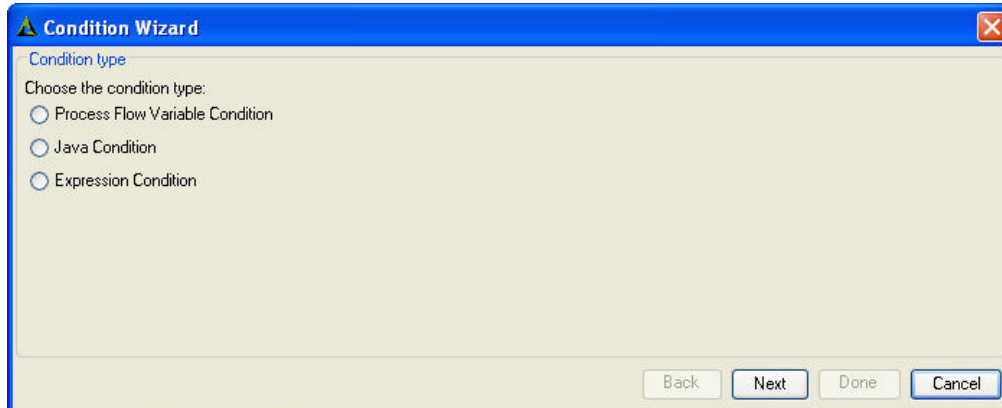 Condition Wizard
Condition type
Choose the condition type:
Process Flow Variable Condition
Java Condition
Expression Condition
Back Next Done Cancel